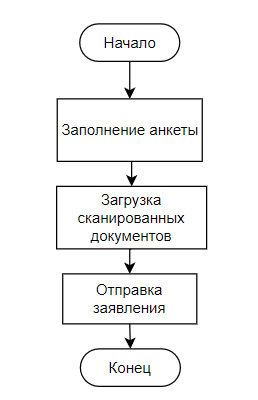 Начало
Заполнение анкеты
Загрузка
сканированных
документов
Отправка
заявления
Конец